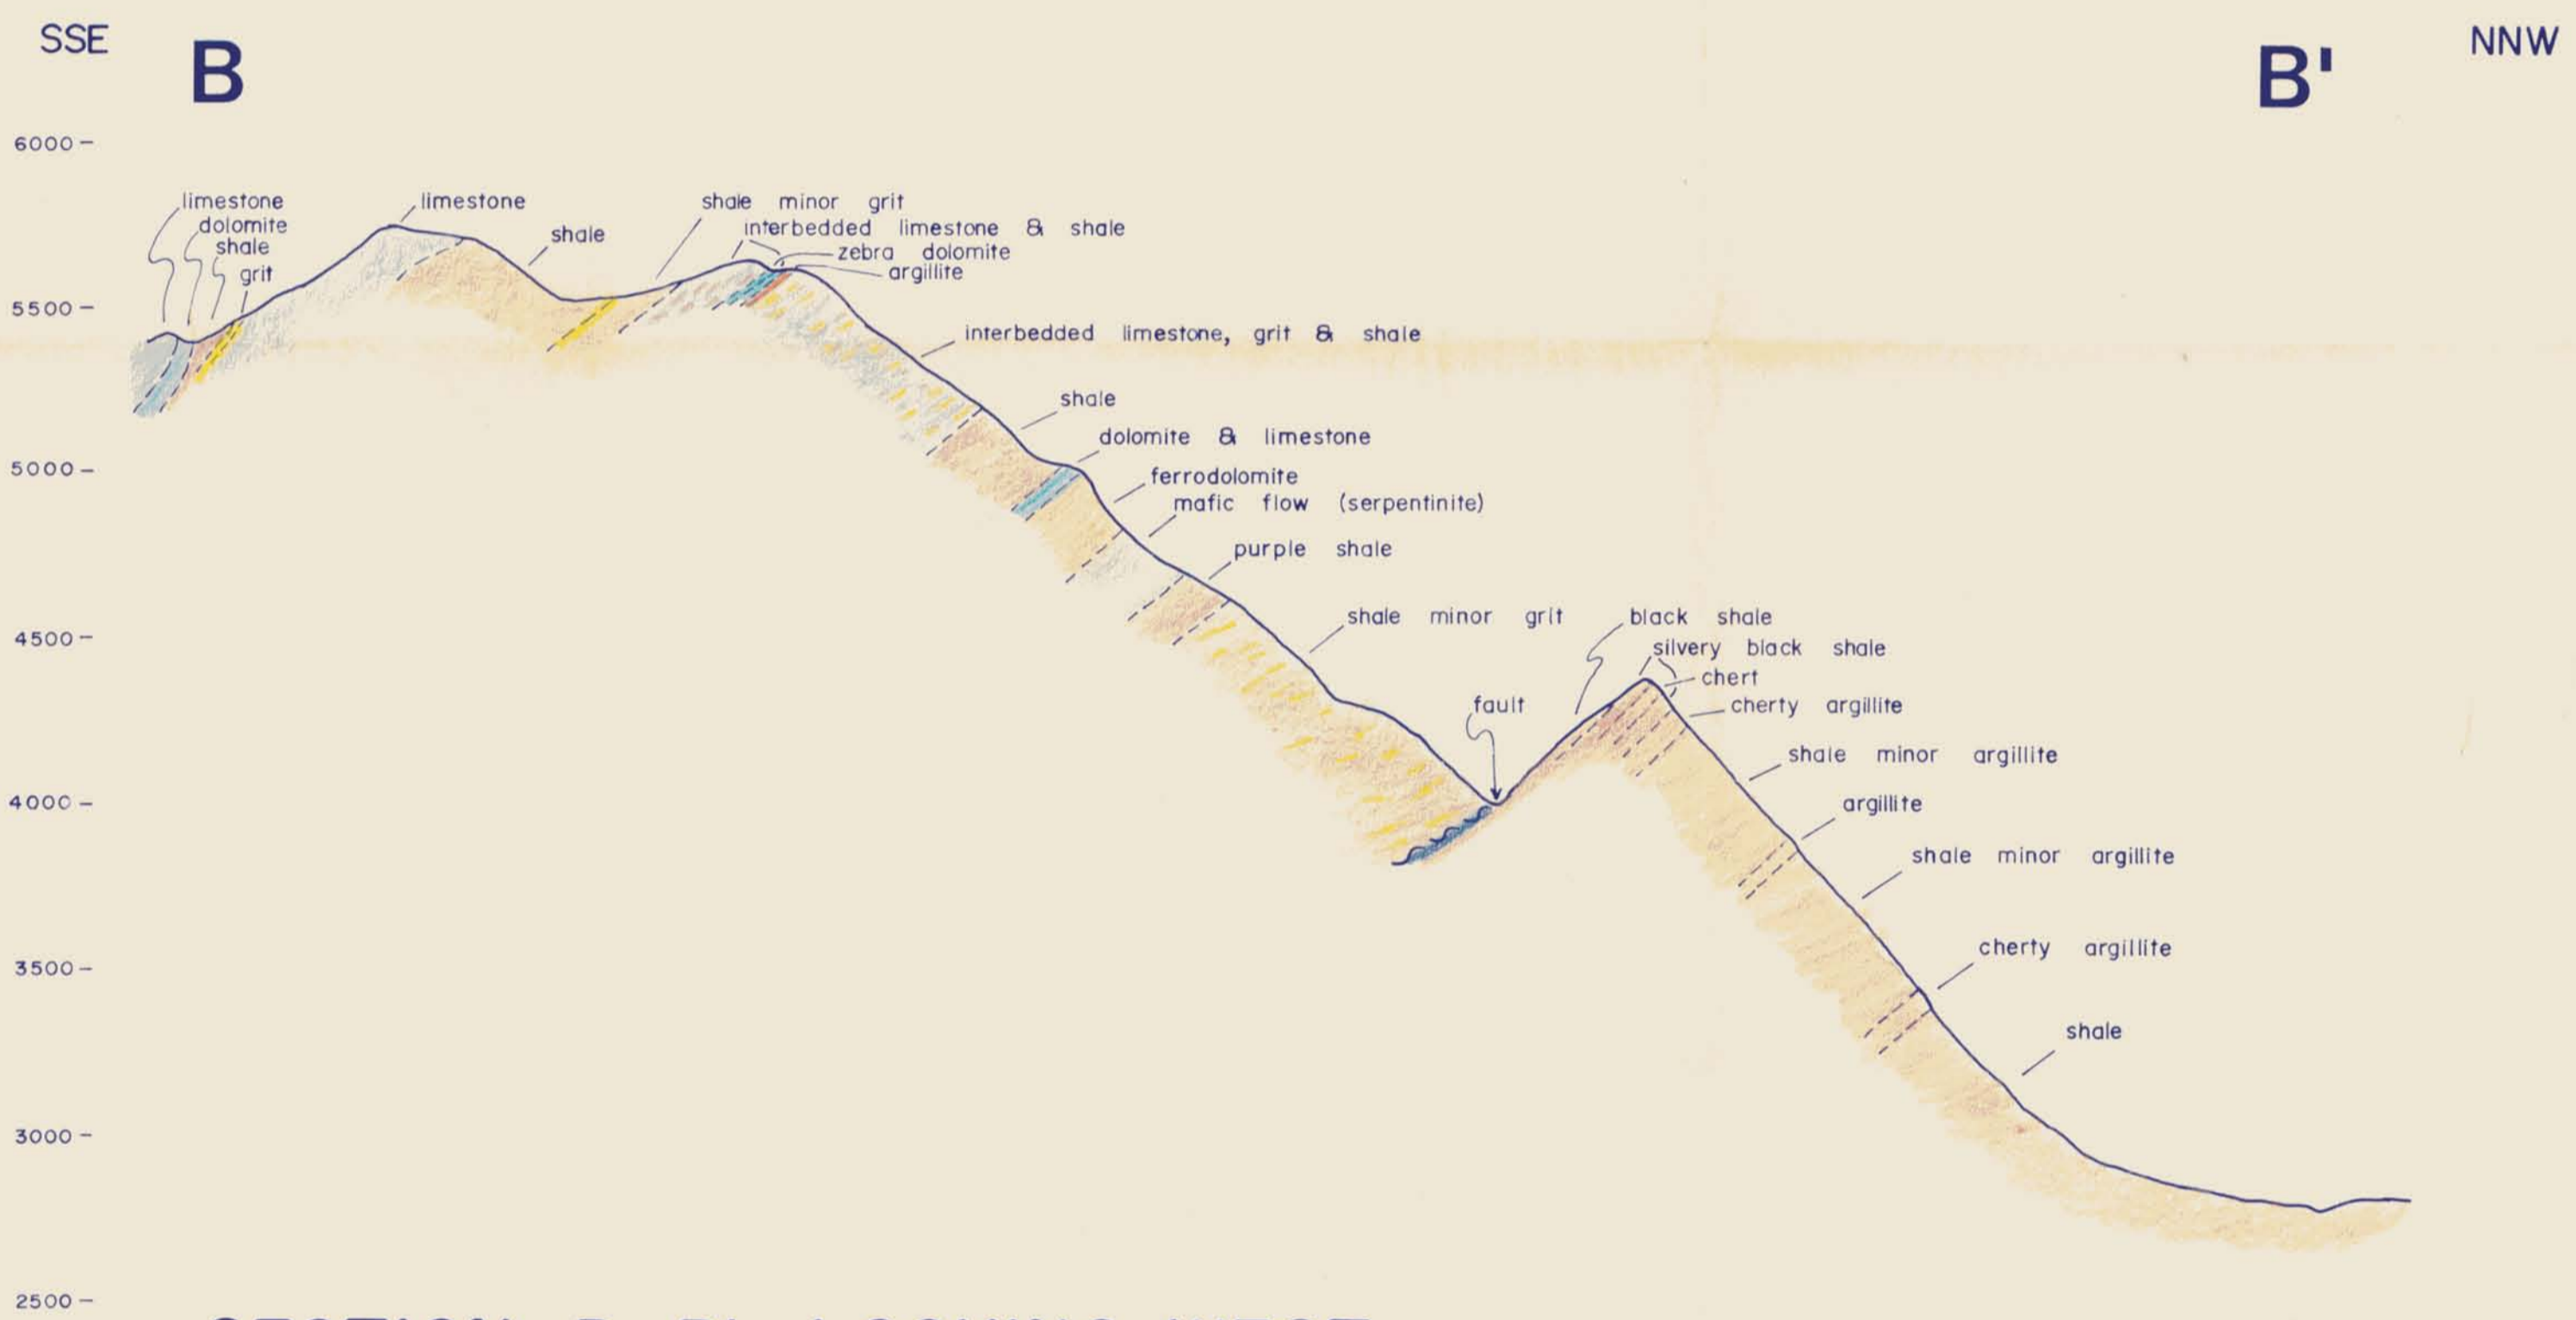 SSE
B
B'
NNW
6000
5500
5000
4500
4000
3500
3000
2500
limestone
dolomite
shale
grit
limestone
shale
shale minor grit
interbedded limestone & shale
zebra dolomite
argillite
interbedded limestone, grit & shale
shale
dolomite & limestone
ferrodolomite
mafic flow (serpentinite)
purple shale
shale minor grit
fault
black shale
silvery black shale
chert
cherty argillite
shale minor argillite
argillite
shale minor argillite
cherty argillite
shale